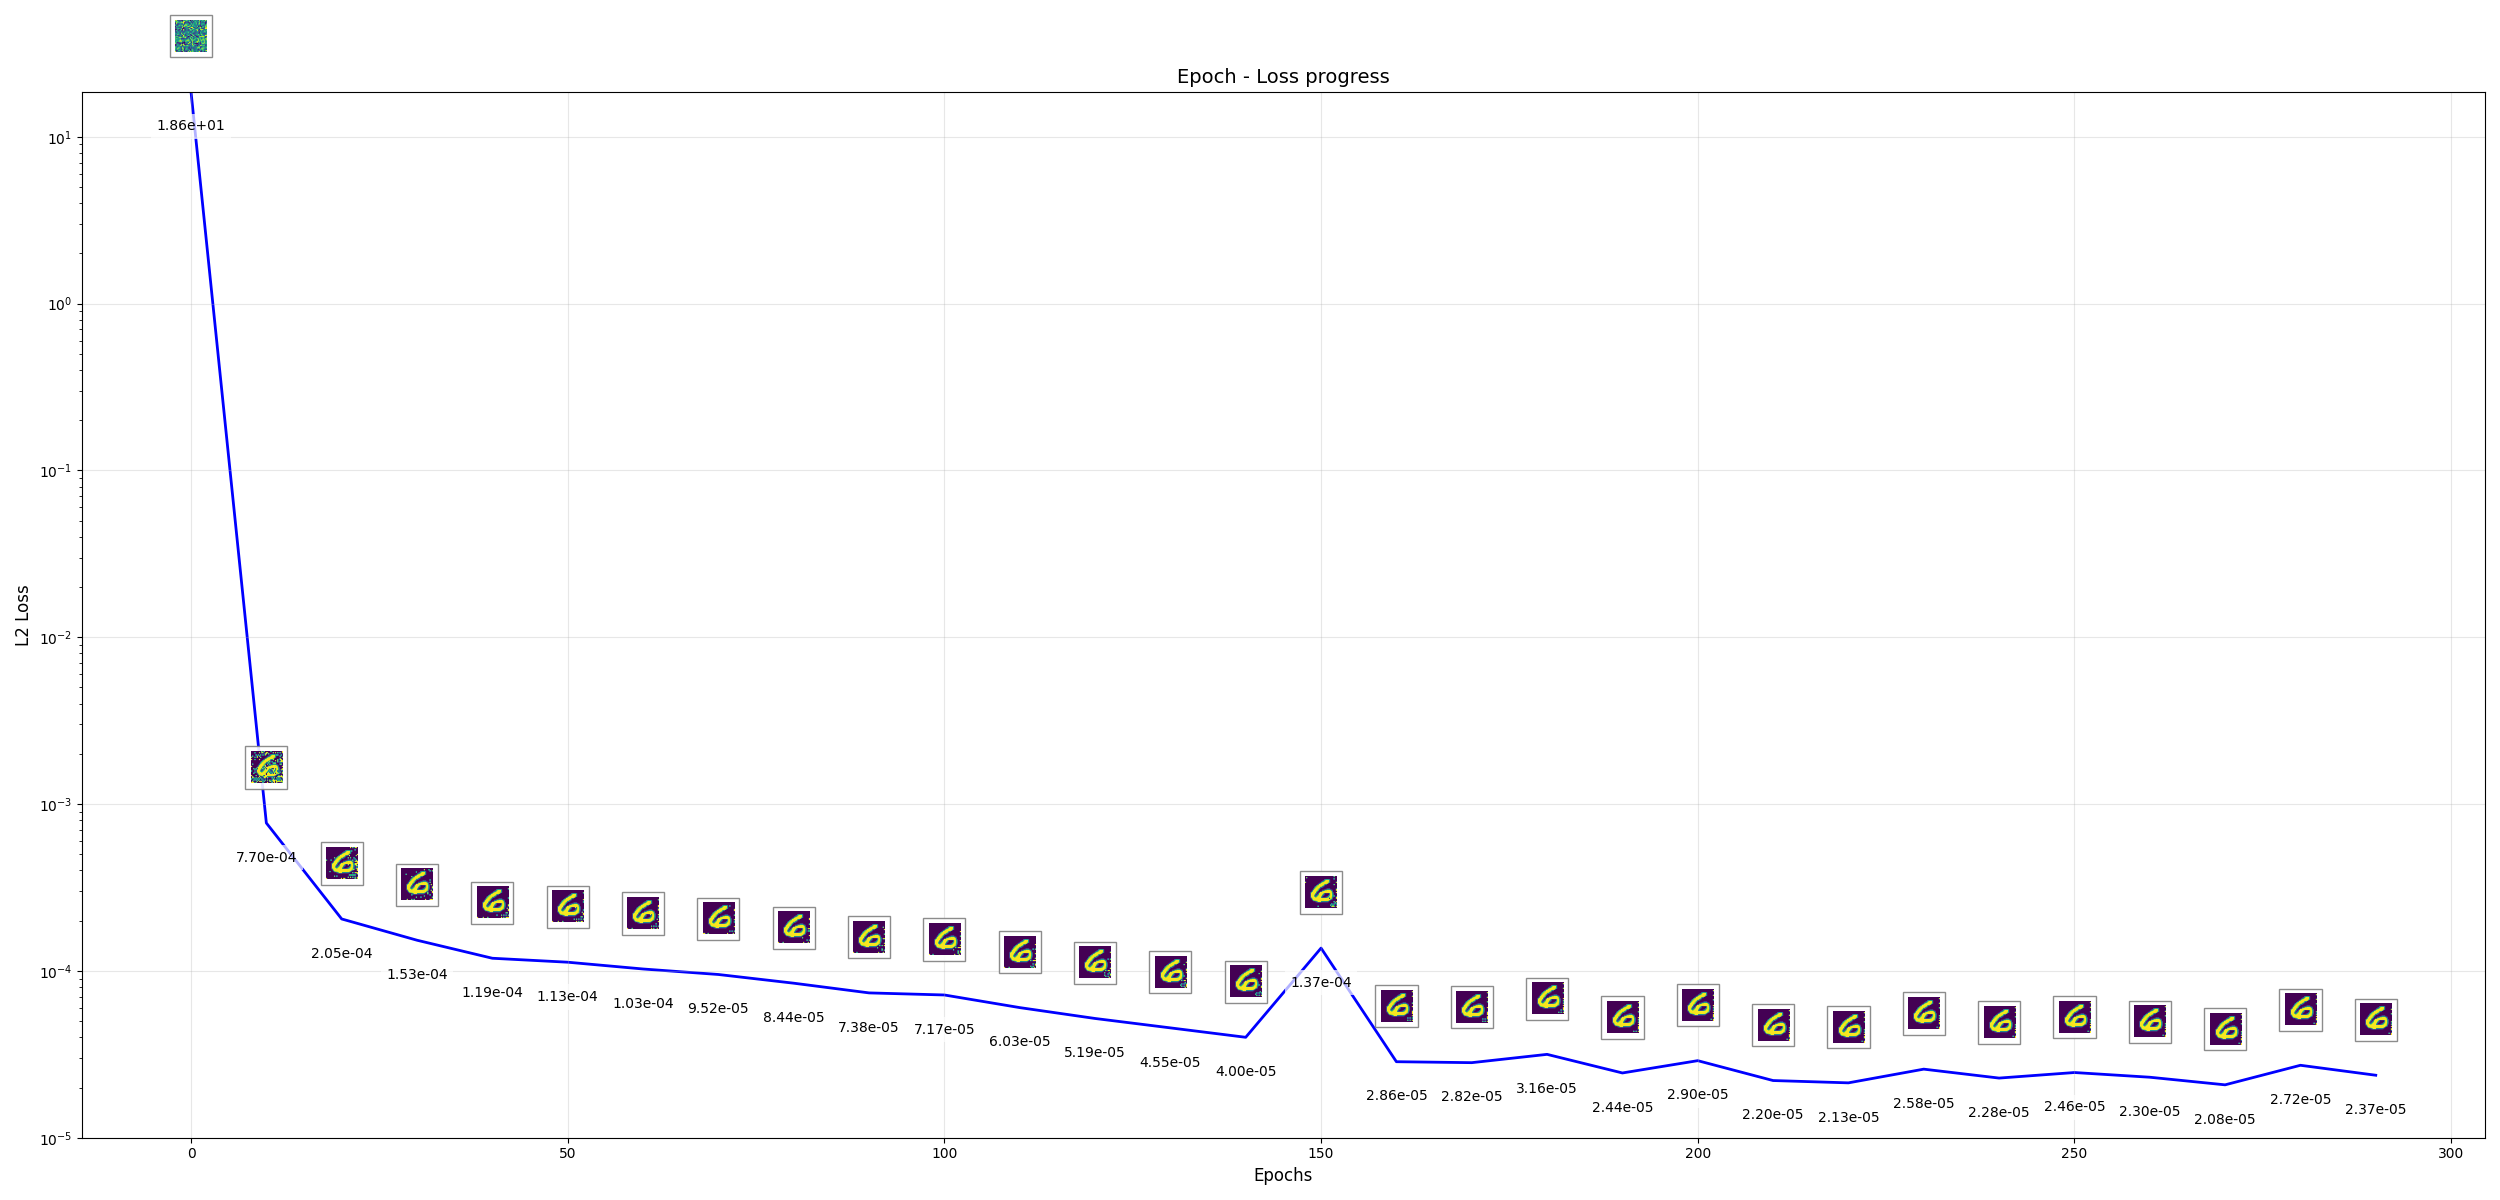 Epoch - Loss progress
10¹
10⁰
10⁻¹
10⁻²
10⁻³
10⁻⁴
10⁻⁵
L2 Loss
1.86e+01
7.70e-04
2.05e-04
1.53e-04
1.19e-04
1.13e-04
1.03e-04
9.52e-05
8.44e-05
7.38e-05
7.17e-05
6.03e-05
5.19e-05
4.55e-05
4.00e-05
1.37e-04
2.86e-05
2.82e-05
3.16e-05
2.44e-05
2.90e-05
2.20e-05
2.13e-05
2.58e-05
2.28e-05
2.46e-05
2.30e-05
2.08e-05
2.72e-05
2.37e-05
0 50 100 150 200 250 300
Epochs